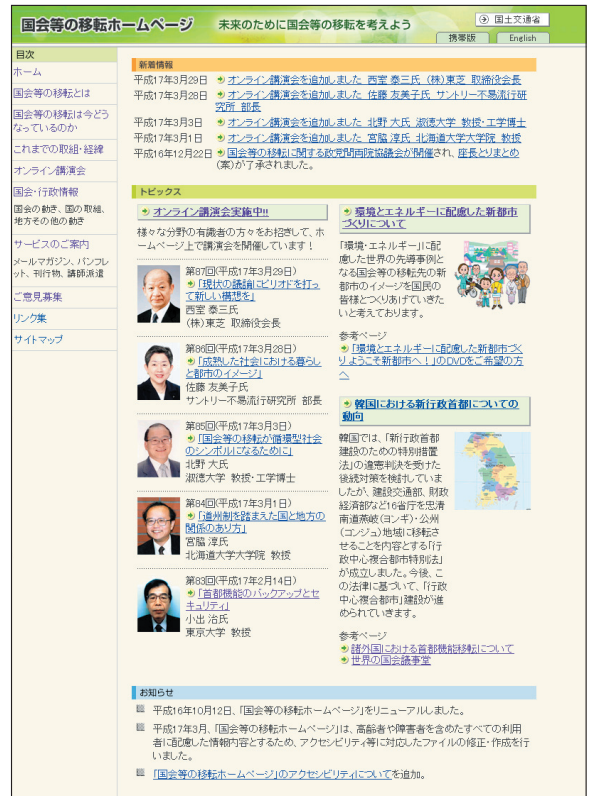 国会等の移転ホームページ
未来のために国会等の移転を考えよう
国土交通省
携帯版
English
目次
ホーム
国会等の移転とは
国会等の移転は今どう
なっているのか
これまでの取組・経緯
オンライン講演会
国会・行政情報
国会の動き、国の取組、
地方その他の動き
サービスのご案内
メールマガジン、パンフレ
ット、刊行物、講師派遣
ご意見募集
リンク集
サイトマップ
新着情報
平成17年3月29日 オンライン講演会を追加しました 西室 泰三氏 (株)東芝 取締役会長
平成17年3月28日 オンライン講演会を追加しました 佐藤 友美子氏 サントリー不易流行研
究所 部長
平成17年3月3日 オンライン講演会を追加しました 北野 大氏 淑徳大学 教授・工学博士
平成17年3月1日 オンライン講演会を追加しました 宮脇 淳氏 北海道大学大学院 教授
平成16年12月22日 国会等の移転に関する政党間両院協議会が開催され、座長とりまとめ
(案)が了承されました。
トピックス
オンライン講演会実施中!!
様々な分野の有識者の方々をお招きして、ホ
ームページ上で講演会を開催しています！
第87回(平成17年3月29日)
「現状の議論にピリオドを打っ
て新しい構想を」
西室 泰三氏
(株)東芝 取締役会長
第86回(平成17年3月28日)
「成熟した社会における暮らし
と都市のイメージ」
佐藤 友美子氏
サントリー不易流行研究所 部長
第85回(平成17年3月3日)
「国会等の移転が循環型社会
のシンボルになるために」
北野 大氏
淑徳大学 教授・工学博士
第84回(平成17年3月1日)
「道州制を踏まえた国と地方の
関係のあり方」
宮脇 淳氏
北海道大学大学院 教授
第83回(平成17年2月14日)
「首都機能のバックアップとセ
キュリティ」
小出 治氏
東京大学 教授
環境とエネルギーに配慮した新都市
づくりについて
「環境・エネルギー」に配
慮した世界の先導事例と
なる国会等の移転先の新
都市のイメージを国民の
皆様とつくりあげていきた
いと考えております。
参考ページ
「環境とエネルギーに配慮した新都市づく
りようこそ新都市へ！」のDVDをご希望の方
へ
韓国における新行政首都についての
動向
韓国では、「新行政首都
建設のための特別措置
法」の違憲判決を受けた
後続対策を検討していま
したが、建設交通部、財政
経済部など16省庁を忠清
南道燕岐(ヨンギ)・公州
(コンジュ)地域に移転さ
せることを内容とする「行
政中心複合都市特別法」
が成立しました。今後、こ
の法律に基づいて、「行政
中心複合都市」建設が進
められていきます。
参考ページ
諸外国における首都機能移転について
世界の国会議事堂
お知らせ
平成16年10月12日、「国会等の移転ホームページ」をリニューアルしました。
平成17年3月、「国会等の移転ホームページ」は、高齢者や障害者を含めたすべての利用
者に配慮した情報内容とするため、アクセシビリティ等に対応したファイルの修正・作成を行
いました。
「国会等の移転ホームページ」のアクセシビリティについてを追加。